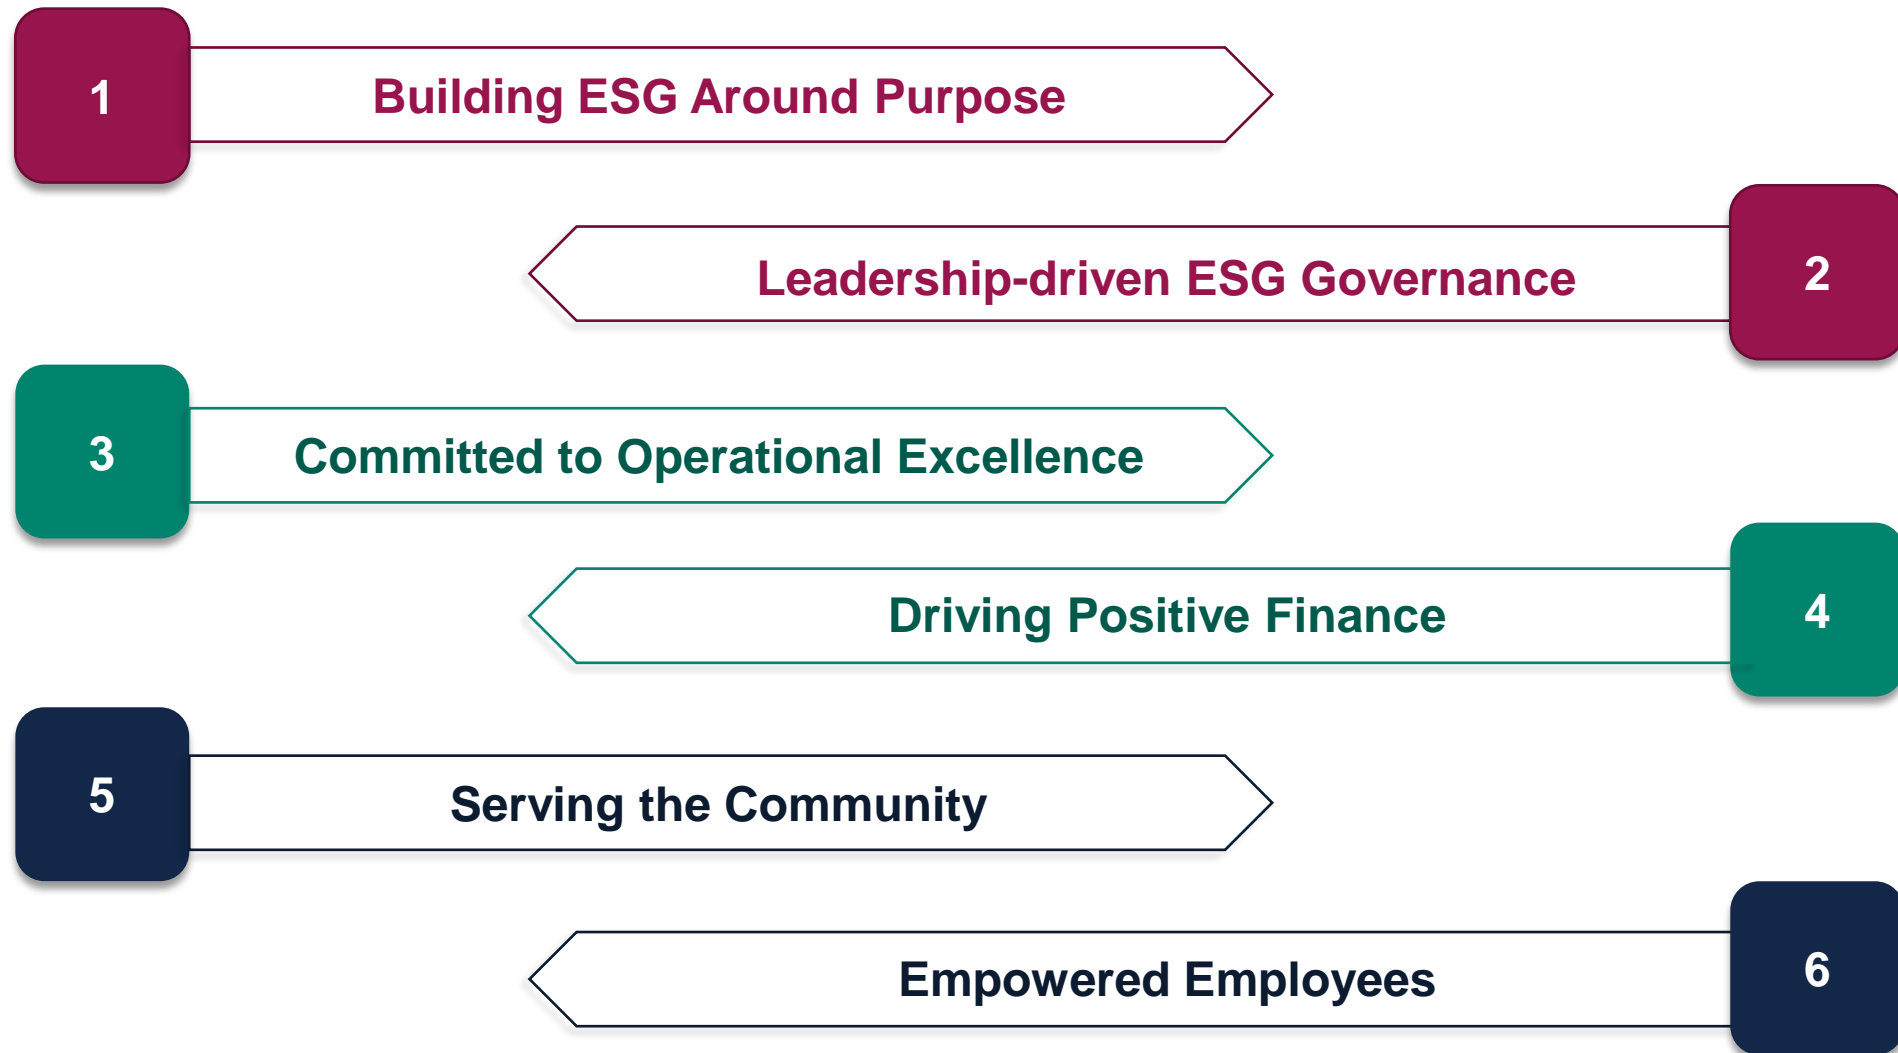 1
Building ESG Around Purpose
Leadership-driven ESG Governance
2
3
Committed to Operational Excellence
Driving Positive Finance
4
5
Serving the Community
Empowered Employees
6